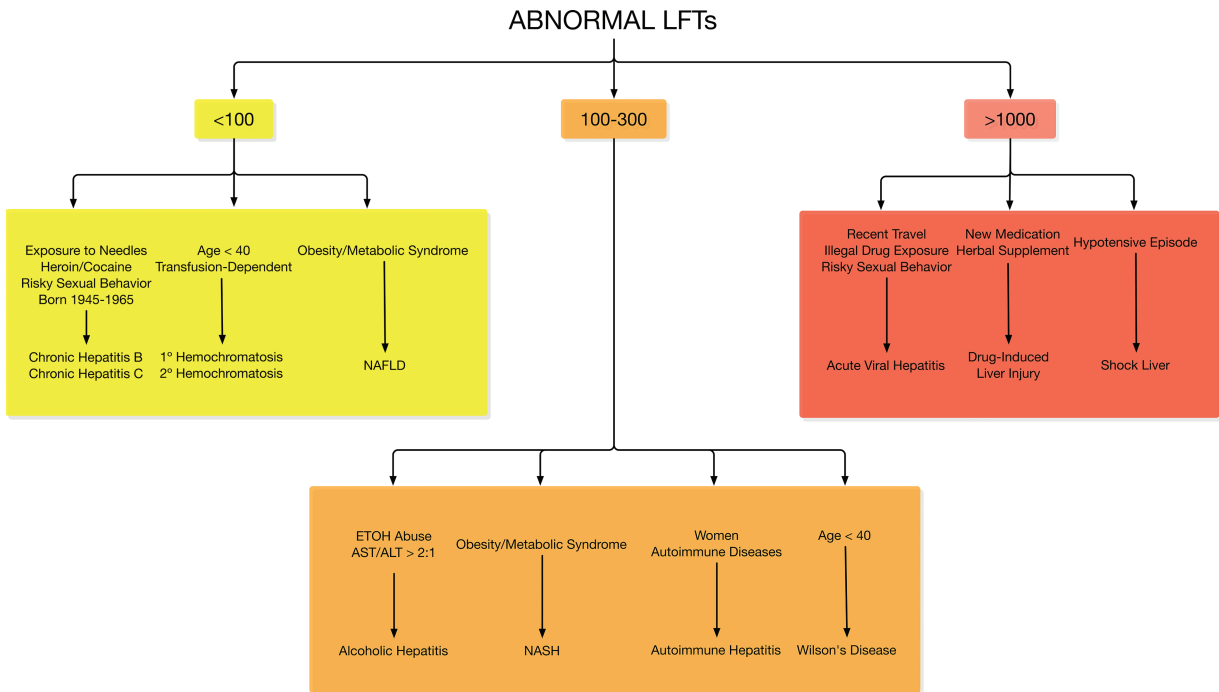 ABNORMAL LFTs
<100
100-300
>1000
Exposure to Needles
Heroin/Cocaine
Risky Sexual Behavior
Born 1945-1965
Chronic Hepatitis B
Chronic Hepatitis C
Age < 40
Transfusion-Dependent
1º Hemochromatosis
2º Hemochromatosis
Obesity/Metabolic Syndrome
NAFLD
Recent Travel
Illegal Drug Exposure
Risky Sexual Behavior
Acute Viral Hepatitis
New Medication
Herbal Supplement
Drug-Induced
Liver Injury
Hypotensive Episode
Shock Liver
ETOH Abuse
AST/ALT > 2:1
Alcoholic Hepatitis
Obesity/Metabolic Syndrome
NASH
Women
Autoimmune Diseases
Autoimmune Hepatitis
Age < 40
Wilson's Disease